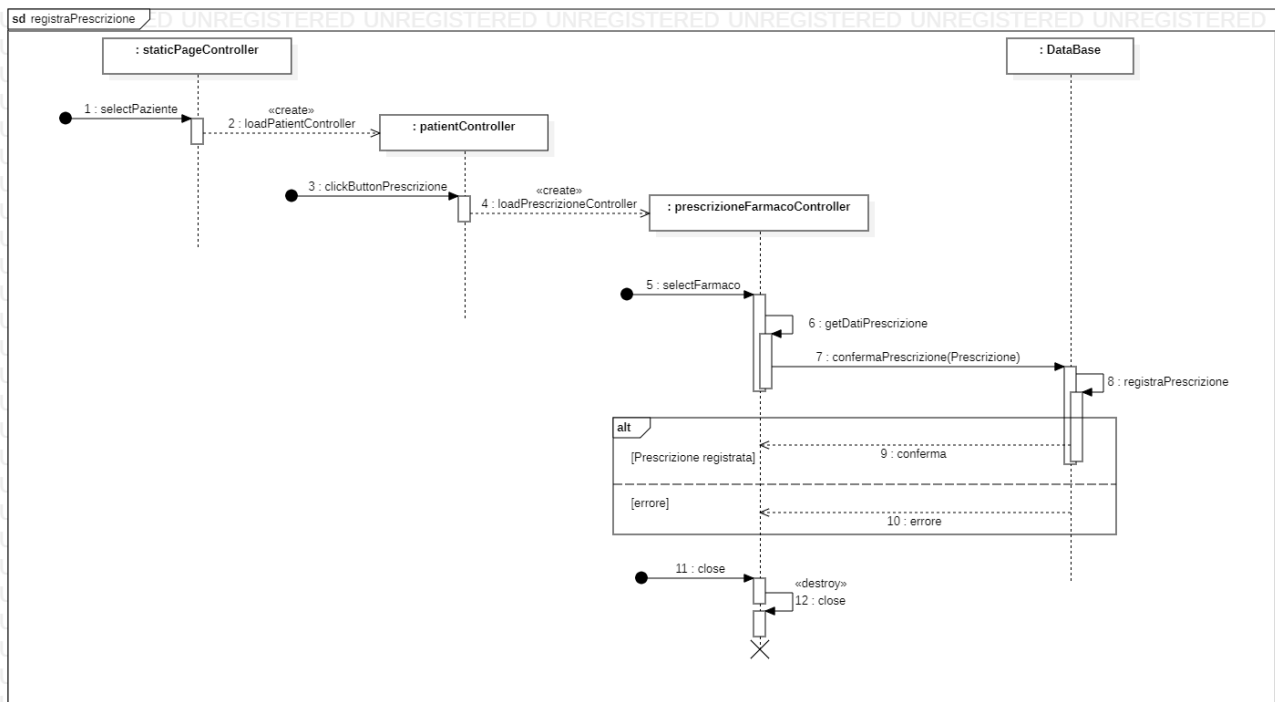 sd registraPrescrizione
UNREGISTERED UNREGISTERED UNREGISTERED UNREGISTERED UNREGISTERED UNREGISTERED
: staticPageController
: DataBase
1 : selectPaziente
«create»
2 : loadPatientController
: patientController
3 : clickButtonPrescrizione
«create»
4 : loadPrescrizioneController
: prescrizioneFarmacoController
5 : selectFarmaco
6 : getDatiPrescrizione
7 : confermaPrescrizione(Prescrizione)
8 : registraPrescrizione
alt
[Prescrizione registrata]
9 : conferma
[errore]
10 : errore
11 : close
«destroy»
12 : close